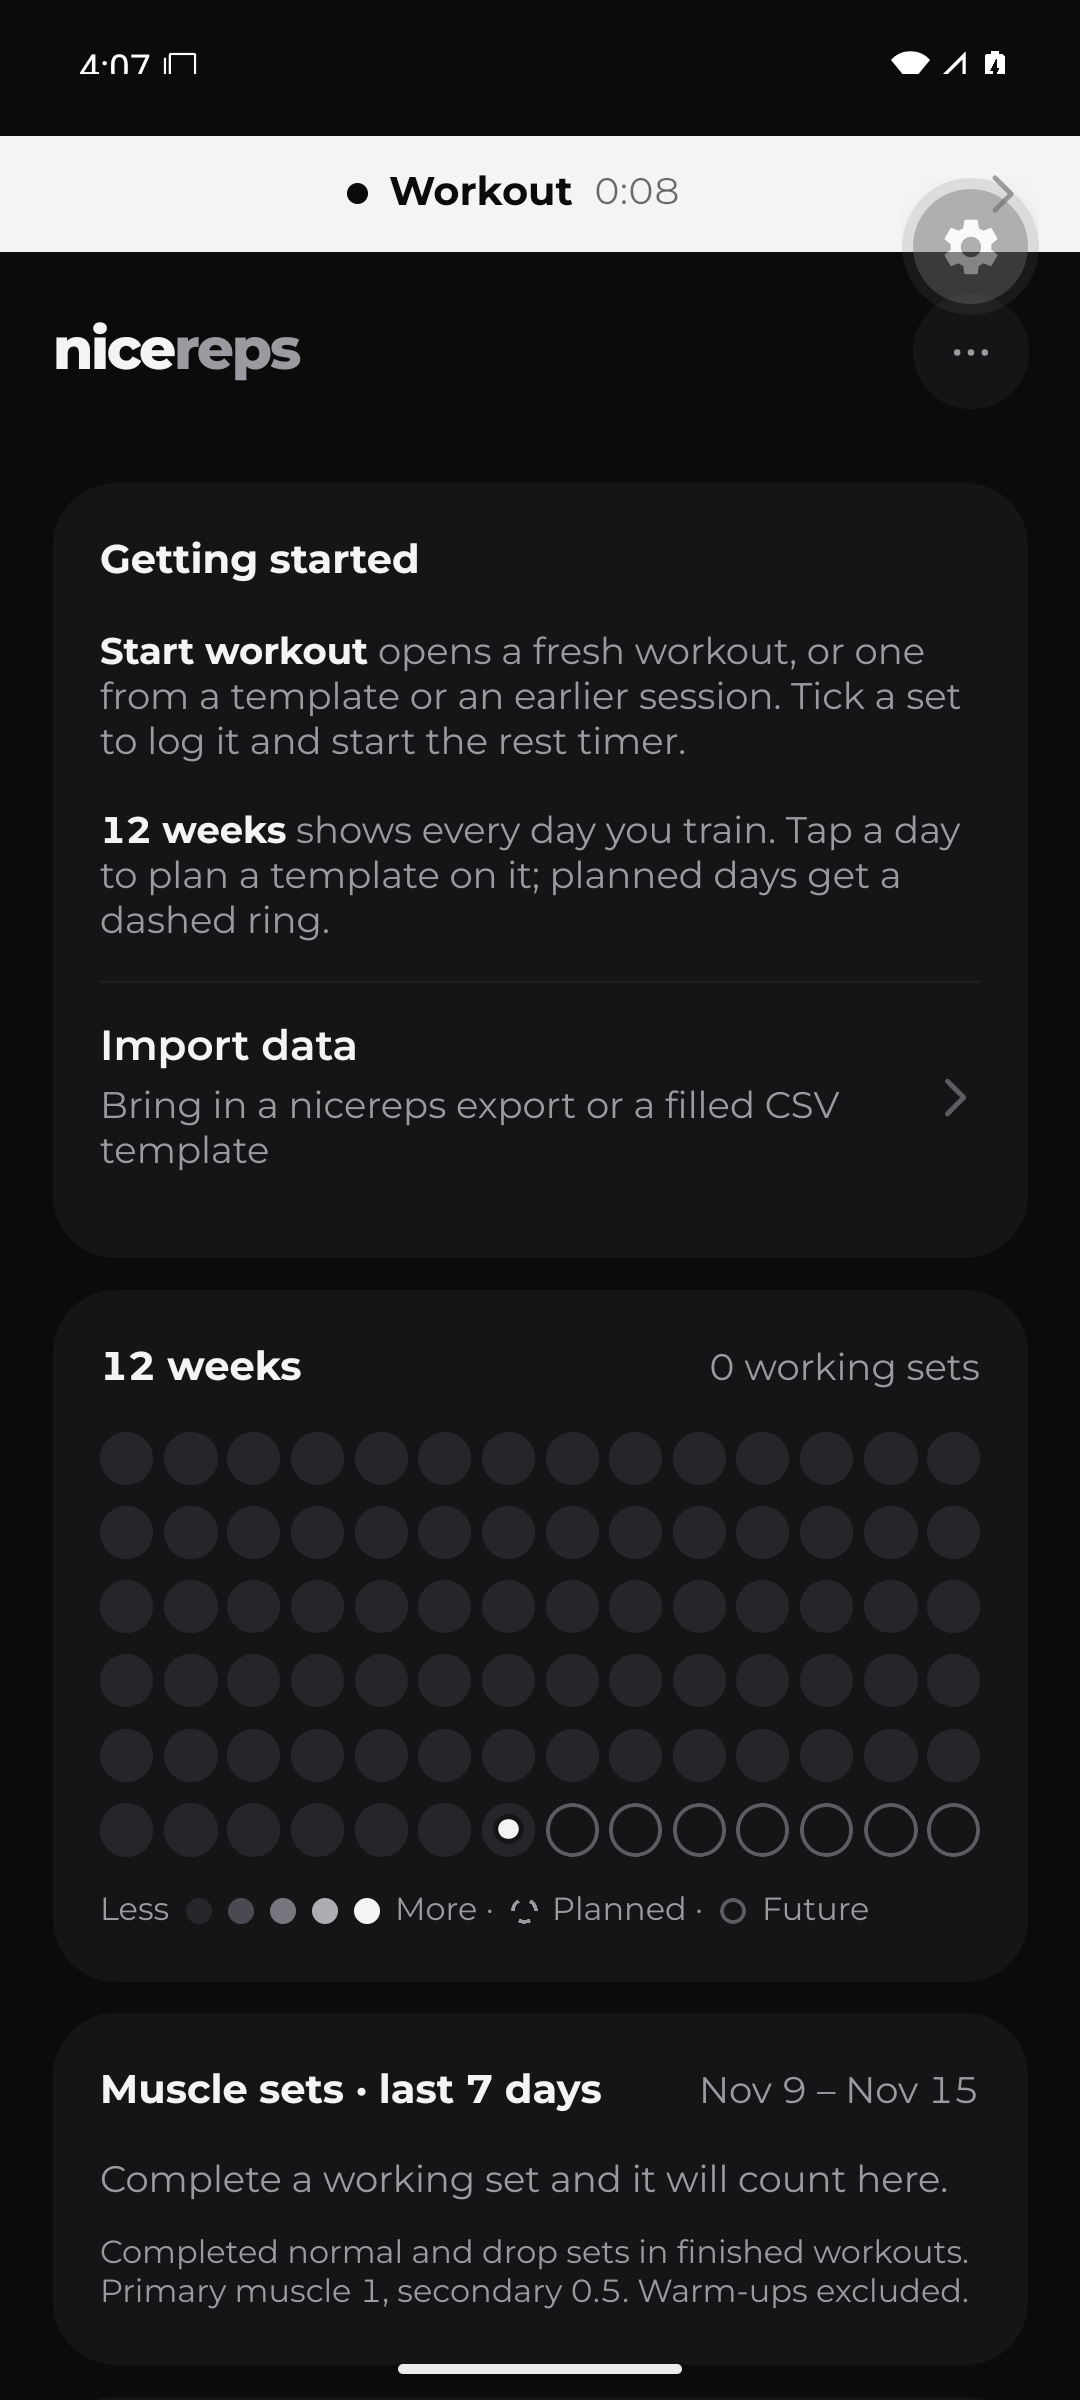 4:07
Workout 0:08
nicereps
Getting started
Start workout opens a fresh workout, or one
from a template or an earlier session. Tick a set
to log it and start the rest timer.
12 weeks shows every day you train. Tap a day
to plan a template on it; planned days get a
dashed ring.
Import data
Bring in a nicereps export or a filled CSV
template
12 weeks 0 working sets
Less More · Planned · Future
Muscle sets · last 7 days Nov 9 – Nov 15
Complete a working set and it will count here.
Completed normal and drop sets in finished workouts.
Primary muscle 1, secondary 0.5. Warm-ups excluded.